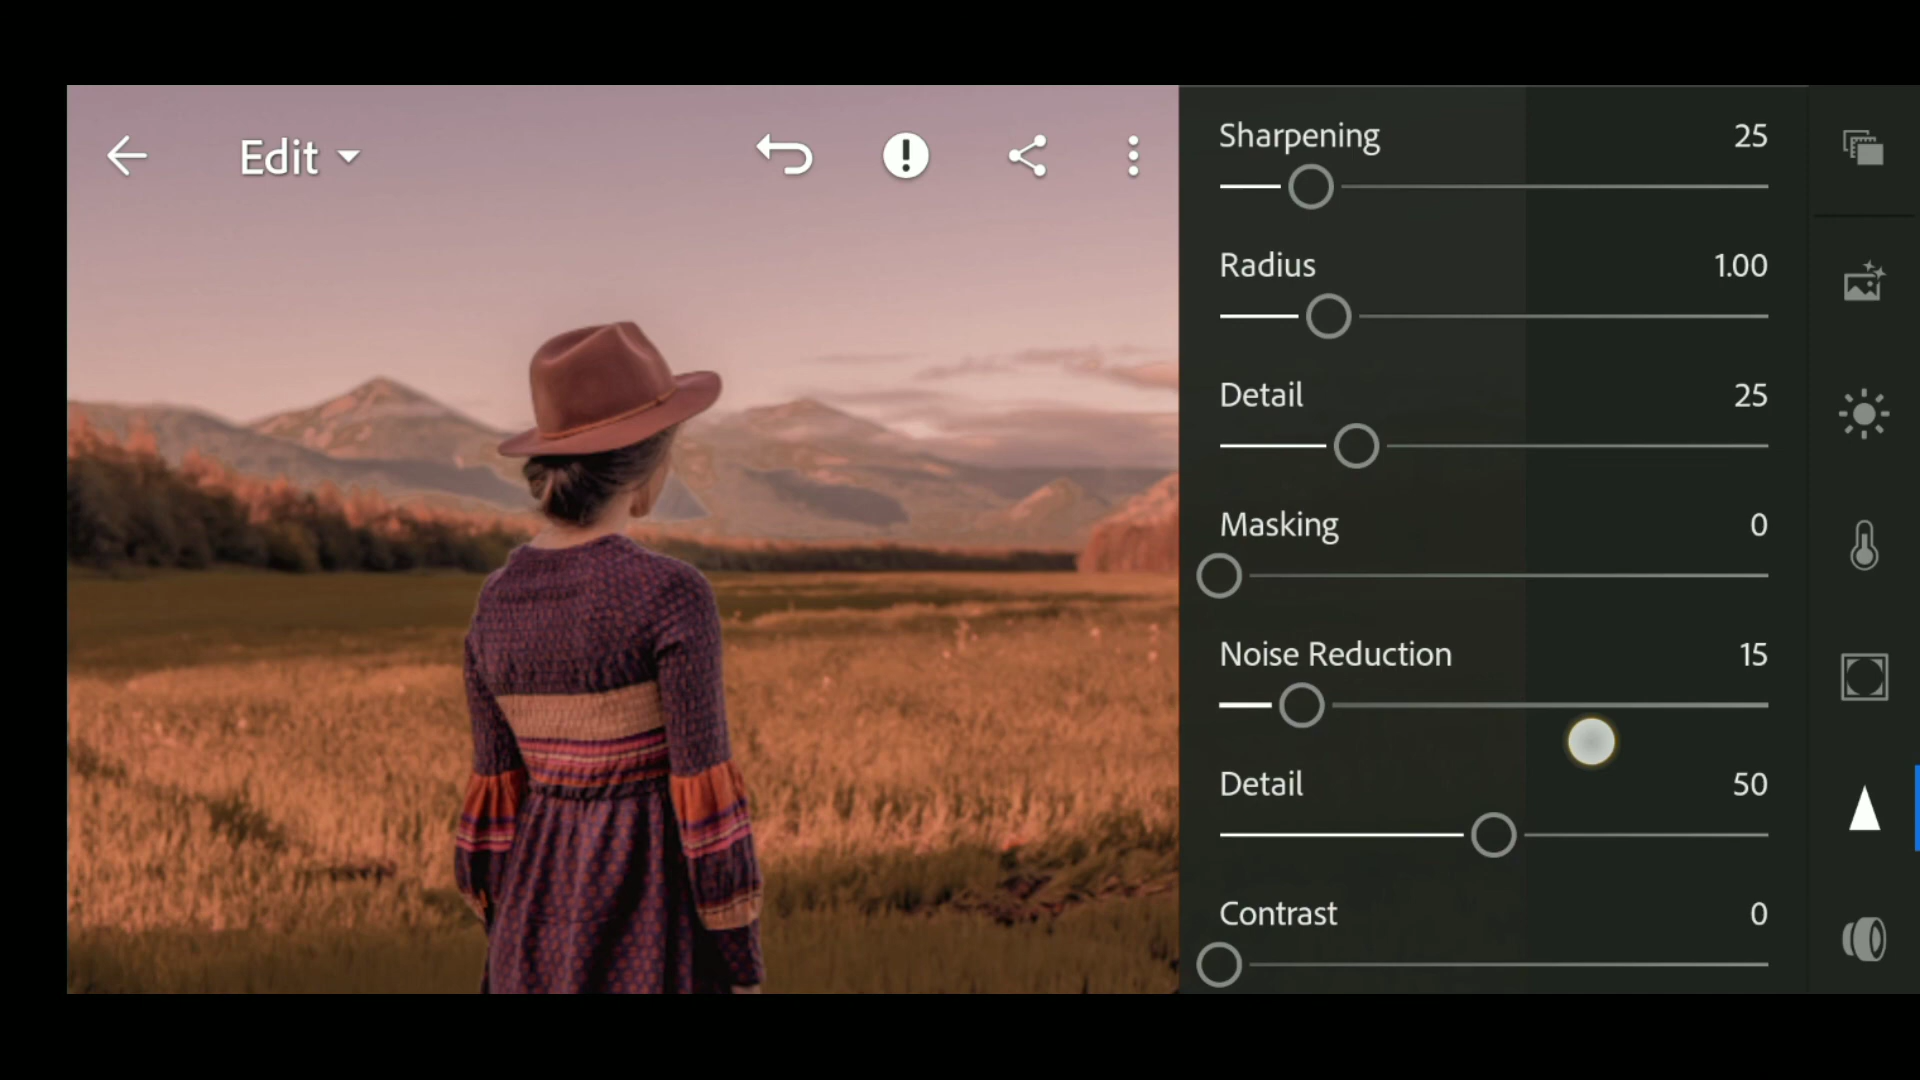 Edit
Sharpening 25
Radius 1.00
Detail 25
Masking 0
Noise Reduction 15
Detail 50
Contrast 0